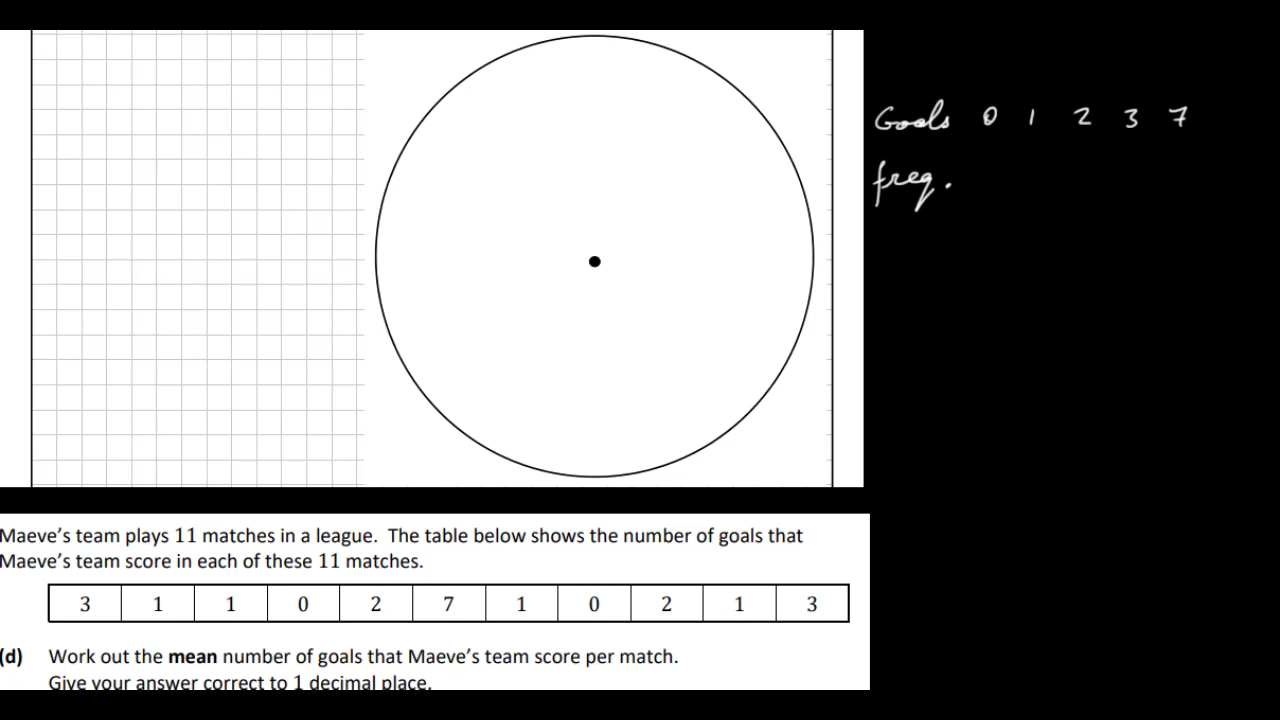 Goals 0 1 2 3 7
freq.
Maeve's team plays 11 matches in a league. The table below shows the number of goals that
Maeve's team score in each of these 11 matches.
3 1 1 0 2 7 1 0 2 1 3
(d) Work out the mean number of goals that Maeve's team score per match.
Give your answer correct to 1 decimal place.